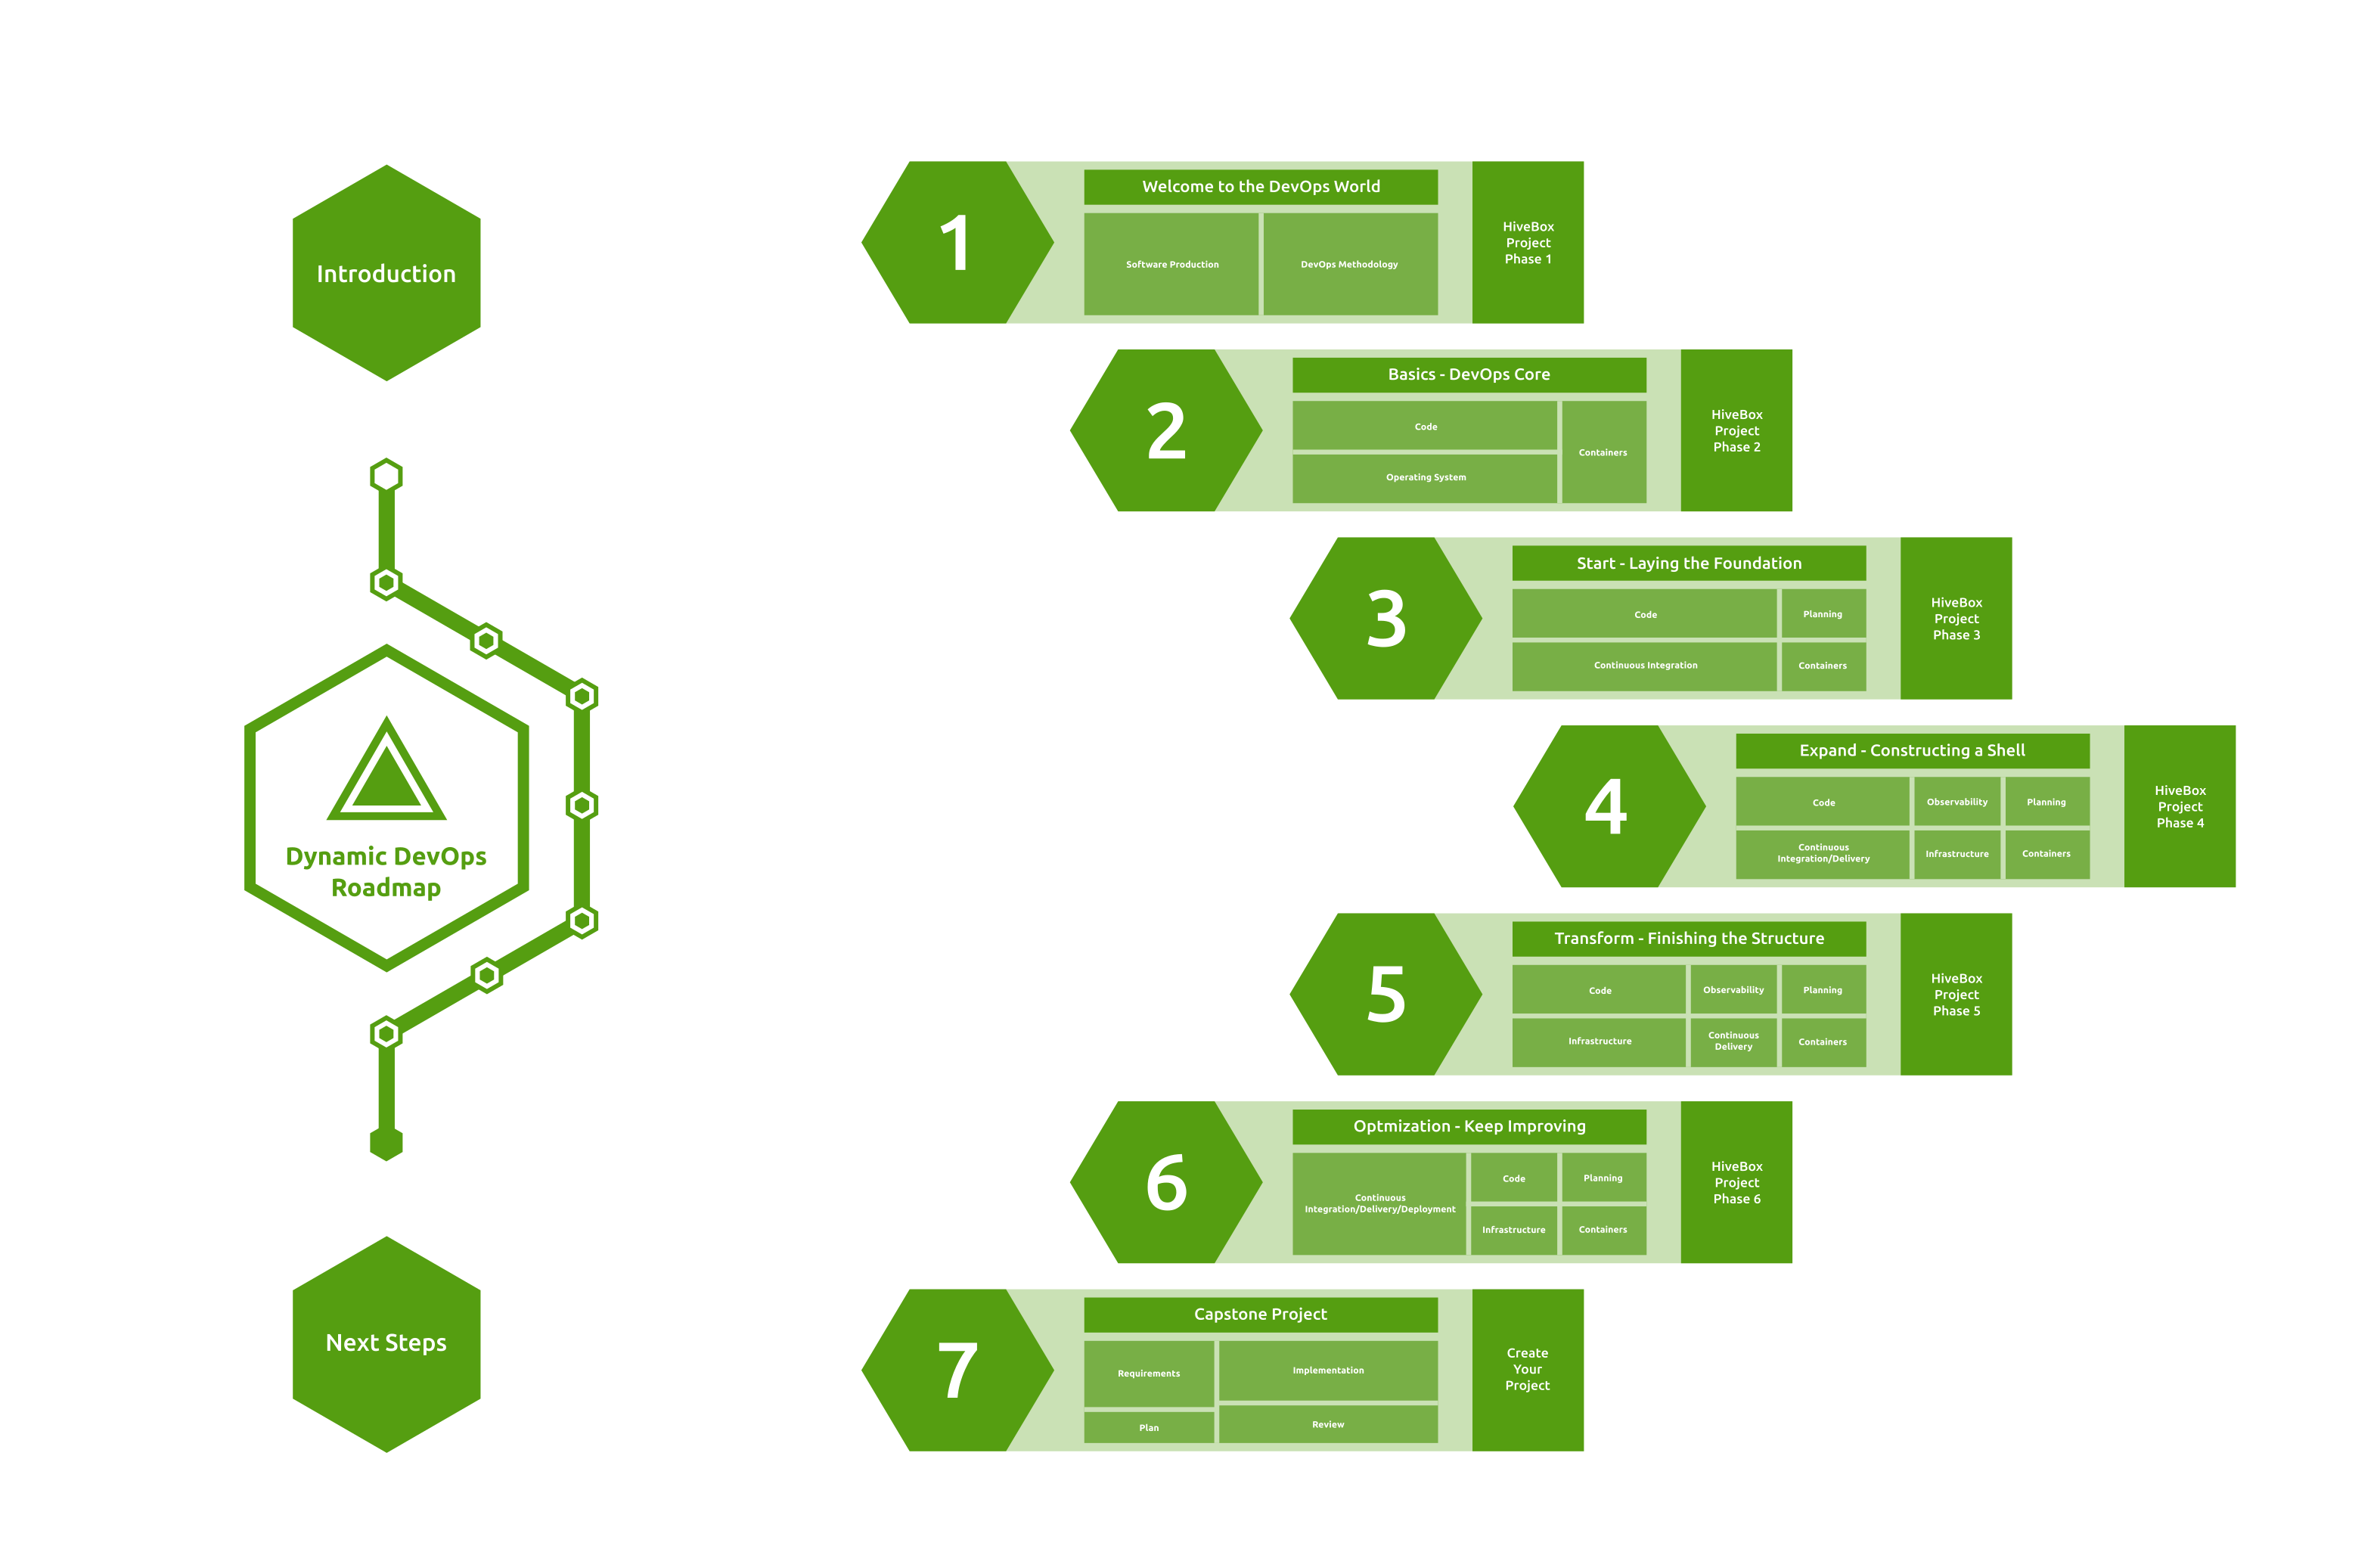 Introduction
Dynamic DevOps
Roadmap
Next Steps
1
Welcome to the DevOps World
Software Production
DevOps Methodology
HiveBox
Project
Phase 1
2
Basics - DevOps Core
Code
Operating System
Containers
HiveBox
Project
Phase 2
3
Start - Laying the Foundation
Code
Planning
Continuous Integration
Containers
HiveBox
Project
Phase 3
4
Expand - Constructing a Shell
Code
Observability
Planning
Continuous
Integration/Delivery
Infrastructure
Containers
HiveBox
Project
Phase 4
5
Transform - Finishing the Structure
Code
Observability
Planning
Infrastructure
Continuous
Delivery
Containers
HiveBox
Project
Phase 5
6
Optmization - Keep Improving
Continuous
Integration/Delivery/Deployment
Code
Planning
Infrastructure
Containers
HiveBox
Project
Phase 6
7
Capstone Project
Requirements
Implementation
Plan
Review
Create
Your
Project